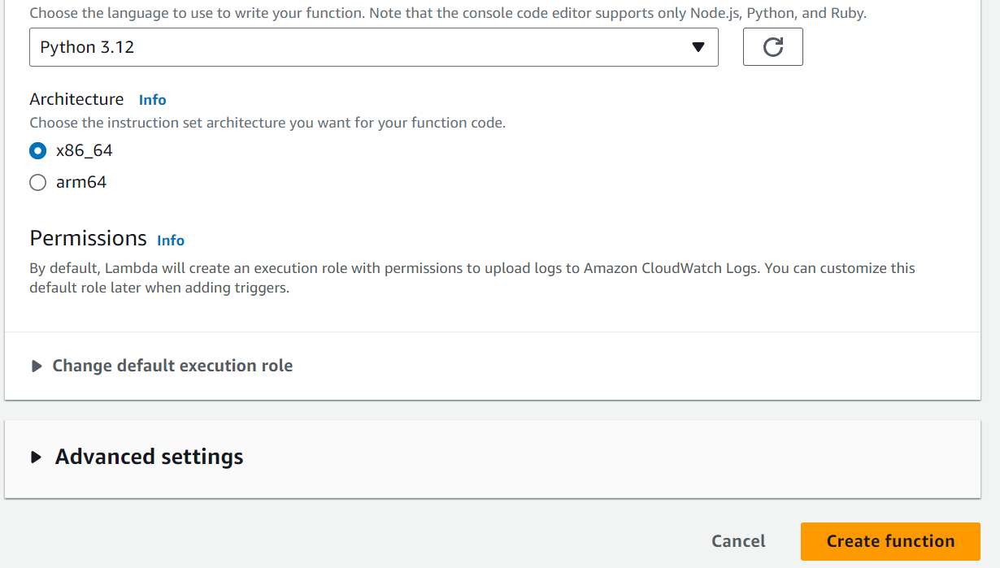 Choose the language to use to write your function. Note that the console code editor supports only Node.js, Python, and Ruby.
Python 3.12
Architecture Info
Choose the instruction set architecture you want for your function code.
x86_64
arm64
Permissions Info
By default, Lambda will create an execution role with permissions to upload logs to Amazon CloudWatch Logs. You can customize this
default role later when adding triggers.
Change default execution role
Advanced settings
Cancel Create function